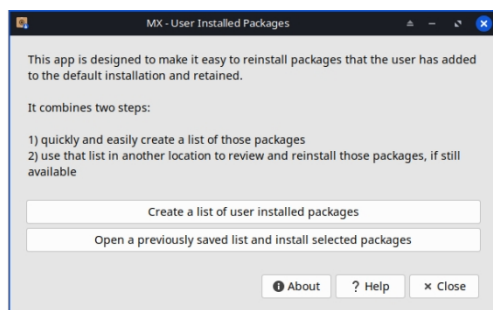 MX - User Installed Packages
This app is designed to make it easy to reinstall packages that the user has added
to the default installation and retained.
It combines two steps:
1) quickly and easily create a list of those packages
2) use that list in another location to review and reinstall those packages, if still
available
Create a list of user installed packages
Open a previously saved list and install selected packages
About ? Help × Close